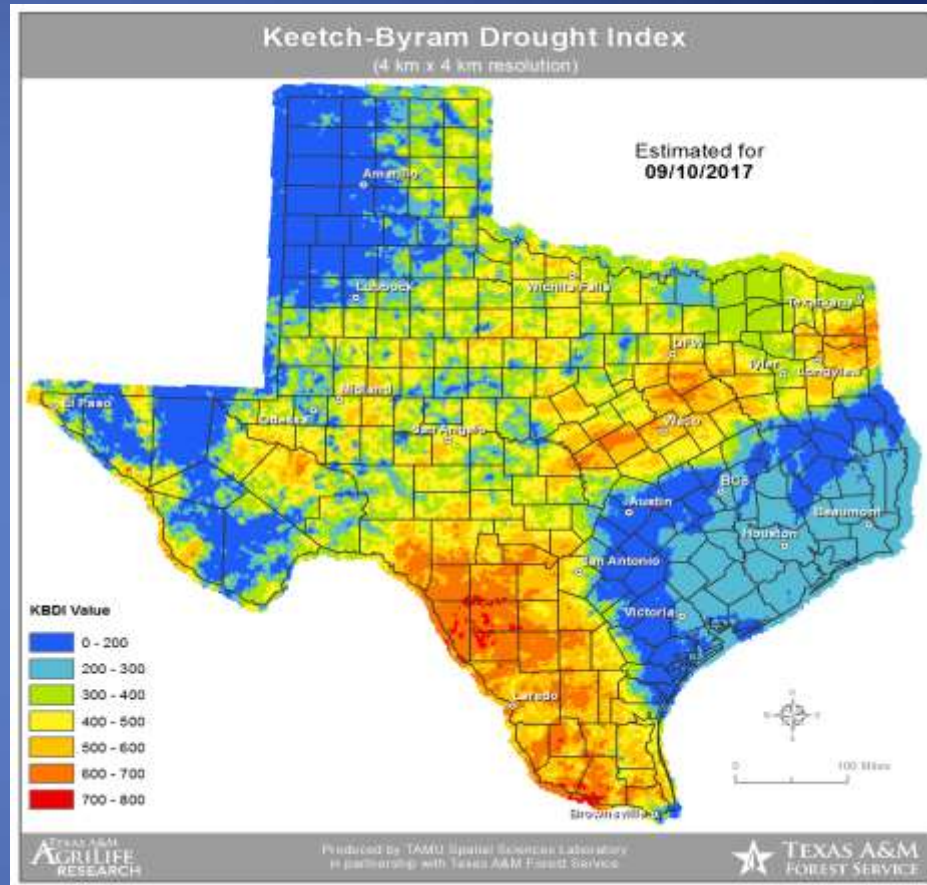 Keetch-Byram Drought Index
(4 km x 4 km resolution)
Estimated for
09/10/2017
Amarillo
Lubbock
Wichita Falls
Texarkana
DFW
Tyler
Longview
El Paso
Midland
Odessa
San Angelo
Waco
Austin
BCS
Beaumont
Houston
San Antonio
Victoria
Laredo
Brownsville
KBDI Value
0 - 200
200 - 300
300 - 400
400 - 500
500 - 600
600 - 700
700 - 800
0 100 Miles
TEXAS A&M
AGRILIFE
RESEARCH
Produced by TAMU Spatial Sciences Laboratory
in partnership with Texas A&M Forest Service
TEXAS A&M
FOREST SERVICE